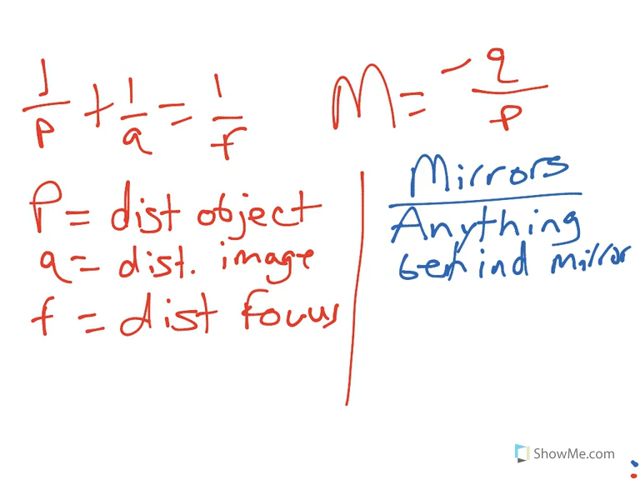 1/p + 1/q = 1/f
M = -q/p
P = dist object
q = dist. image
f = dist focus
Mirrors
Anything
behind mirror
ShowMe.com